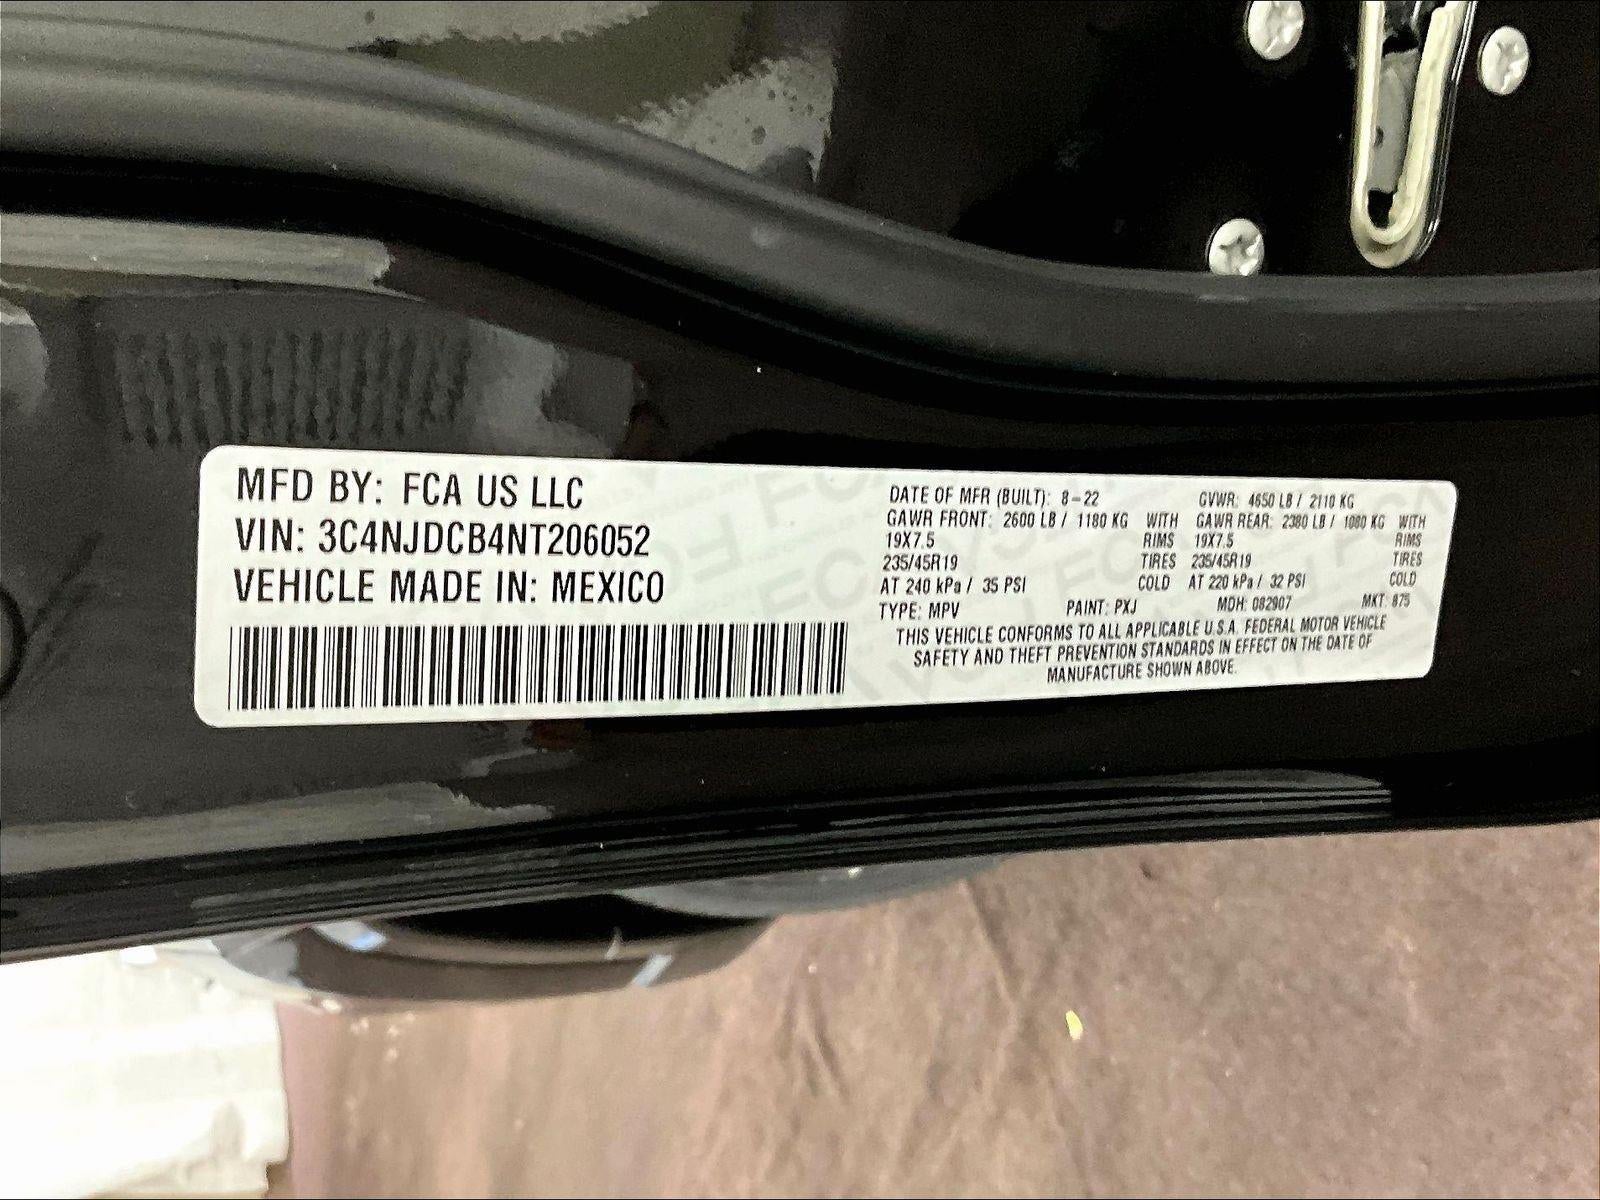 MFD BY: FCA US LLC
VIN: 3C4NJDCB4NT206052
VEHICLE MADE IN: MEXICO
DATE OF MFR (BUILT): 8-22 GVWR: 4650 LB / 2110 KG
GAWR FRONT: 2600 LB / 1180 KG WITH GAWR REAR: 2380 LB / 1080 KG WITH
19X7.5 RIMS 19X7.5 RIMS
235/45R19 TIRES 235/45R19 TIRES
AT 240 kPa / 35 PSI COLD AT 220 kPa / 32 PSI COLD
TYPE: MPV PAINT: PXJ MDH: 082907 MKT: 875
THIS VEHICLE CONFORMS TO ALL APPLICABLE U.S.A. FEDERAL MOTOR VEHICLE
SAFETY AND THEFT PREVENTION STANDARDS IN EFFECT ON THE DATE OF
MANUFACTURE SHOWN ABOVE.